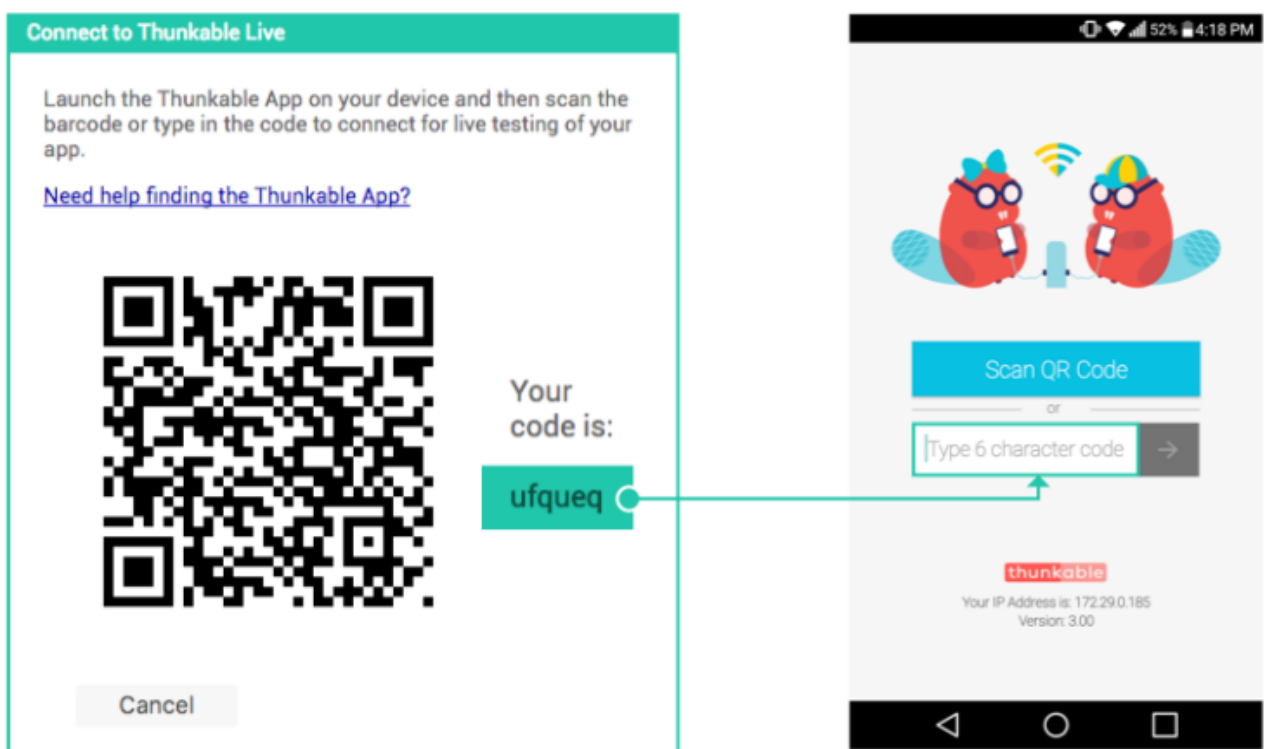 Connect to Thunkable Live
Launch the Thunkable App on your device and then scan the
barcode or type in the code to connect for live testing of your
app.
Need help finding the Thunkable App?
Your
code is:
ufqueq
Cancel
52% 4:18 PM
Scan QR Code
or
Type 6 character code
thunkable
Your IP Address is: 172.29.0.185
Version: 3.00